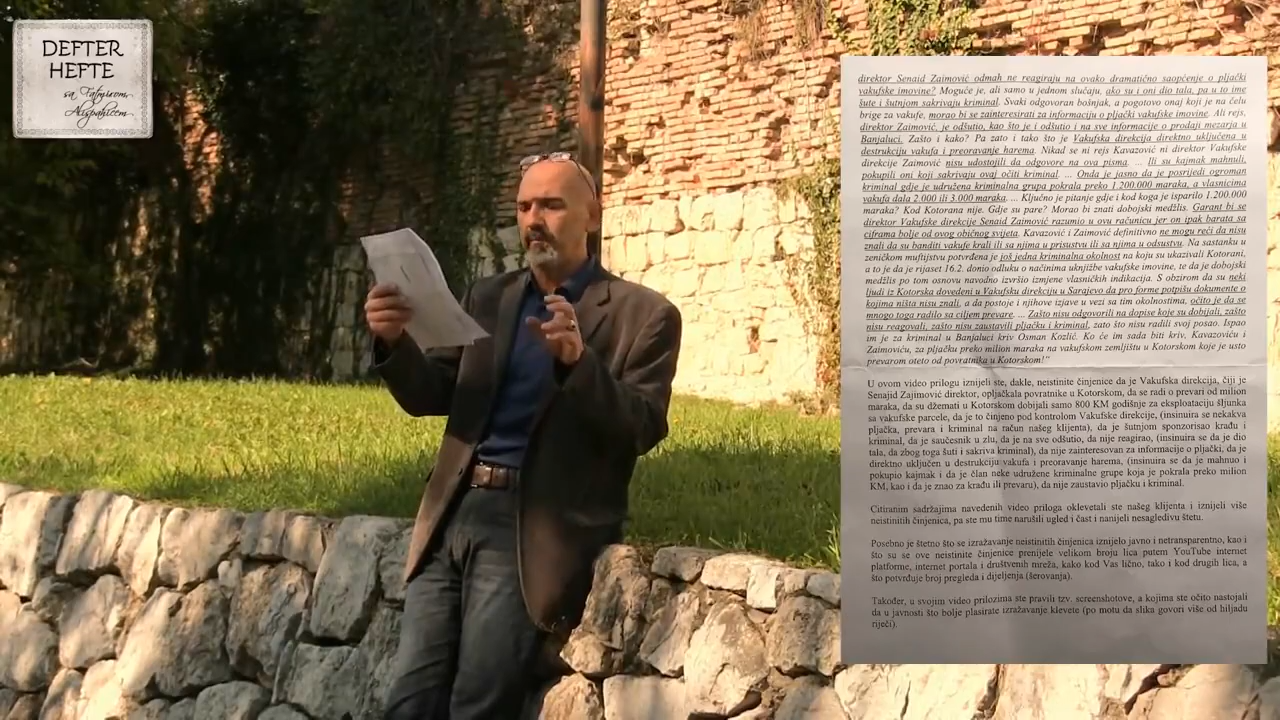 DEFTER
HEFTE
sa Fatmirom
Alispahićem
direktor Senaid Zaimović odmah ne reagiraju na ovako dramatično saopćenje o pljački
vakufske imovine? Moguće je, ali samo u jednom slučaju, ako su i oni dio tala, pa u to ime
šute i šutnjom sakrivaju kriminal. Svaki odgovoran bošnjak, a pogotovo onaj koji je na čelu
brige za vakufe, morao bi se zainteresirati za informaciju o pljački vakufske imovine. Ali rejs,
direktor Zaimović, je odšutio, kao što je i odšutio i na sve informacije o prodaji mezarja u
Banjaluci. Zašto i kako? Pa zato i tako što je Vakufska direkcija direktno uključena u
destrukciju vakufa i preoravanje harema. Nikad se ni rejs Kavazović ni direktor Vakufske
direkcije Zaimović nisu udostojili da odgovore na ova pisma. ... Ili su kajmak mahnuli,
pokupili oni koji sakrivaju ovaj očiti kriminal. ... Onda je jasno da je posrijedi ogroman
kriminal gdje je udružena kriminalna grupa pokrala preko 1.200.000 maraka, a vlasnicima
vakufa dala 2.000 ili 3.000 maraka. ... Ključno je pitanje gdje i kod koga je isparilo 1.200.000
maraka? Kod Kotorana nije. Gdje su pare? Morao bi znati dobojski medžlis. Garant bi se
direktor Vakufske direkcije Senaid Zaimović razumio u ovu računicu jer on ipak barata sa
ciframa bolje od ovog običnog svijeta. Kavazović i Zaimović definitivno ne mogu reći da nisu
znali da su banditi vakufe krali ili sa njima u prisustvu ili sa njima u odsustvu. Na sastanku u
zeničkom muftijstvu potvrđena je još jedna kriminalna okolnost na koju su ukazivali Kotorani,
a to je da je rijaset 16.2. donio odluku o načinima uknjižbe vakufske imovine, te da je dobojski
medžlis po tom osnovu navodno izvršio izmjenu vlasničkih indikacija. S obzirom da su neki
ljudi iz Kotorska dovedeni u Vakufsku direkciju u Sarajevo da pro forme potpišu dokumente o
kojima ništa nisu znali, a da postoje i njihove izjave u vezi sa tim okolnostima, očito je da se
mnogo toga radilo sa ciljem prevare. ... Zašto nisu odgovorili na dopise koje su dobijali, zašto
nisu reagovali, zašto nisu zaustavili pljačku i kriminal, zato što nisu radili svoj posao. Ispao
im je za kriminal u Banjaluci kriv Osman Kozlić. Ko će im sada biti kriv, Kavazoviću i
Zaimoviću, za pljačku preko milion maraka na vakufskom zemljištu u Kotorskom koje je usto
prevarom oteto od povratnika u Kotorskom!"
U ovom video prilogu iznijeli ste, dakle, neistinite činjenice da je Vakufska direkcija, čiji je
Senajid Zajimović direktor, opljačkala povratnike u Kotorskom, da se radi o prevari od milion
maraka, da su džemati u Kotorskom dobijali samo 800 KM godišnje za eksploataciju šljunka
sa vakufske parcele, da je to činjeno pod kontrolom Vakufske direkcije, (insinuira se nekakva
pljačka, prevara i kriminal na račun našeg klijenta), da je šutnjom sponzorisao krađu i
kriminal, da je saučesnik u zlu, da je na sve odšutio, da nije reagirao, (insinuira se da je dio
tala, da zbog toga šuti i sakriva kriminal), da nije zainteresovan za informacije o pljački, da je
direktno uključen u destrukciju vakufa i preoravanje harema, (insinuira se da je mahnuo i
pokupio kajmak i da je član neke udružene kriminalne grupe koja je pokrala preko milion
KM, kao i da je znao za krađu ili prevaru), da nije zaustavio pljačku i kriminal.
Citiranim sadržajima navedenih video priloga oklevetali ste našeg klijenta i iznijeli više
neistinitih činjenica, pa ste mu time narušili ugled i čast i nanijeli nesagledivu štetu.
Posebno je štetno što se izražavanje neistinitih činjenica iznijelo javno i netransparentno, kao i
što su se ove neistinite činjenice prenijele velikom broju lica putem YouTube internet
platforme, internet portala i društvenih mreža, kako kod Vas lično, tako i kod drugih lica, a
što potvrđuje broj pregleda i dijeljenja (šerovanja).
Također, u svojim video prilozima ste pravili tzv. screenshotove, a kojima ste očito nastojali
da u javnosti što bolje plasirate izražavanje klevete (po motu da slika govori više od hiljadu
riječi).